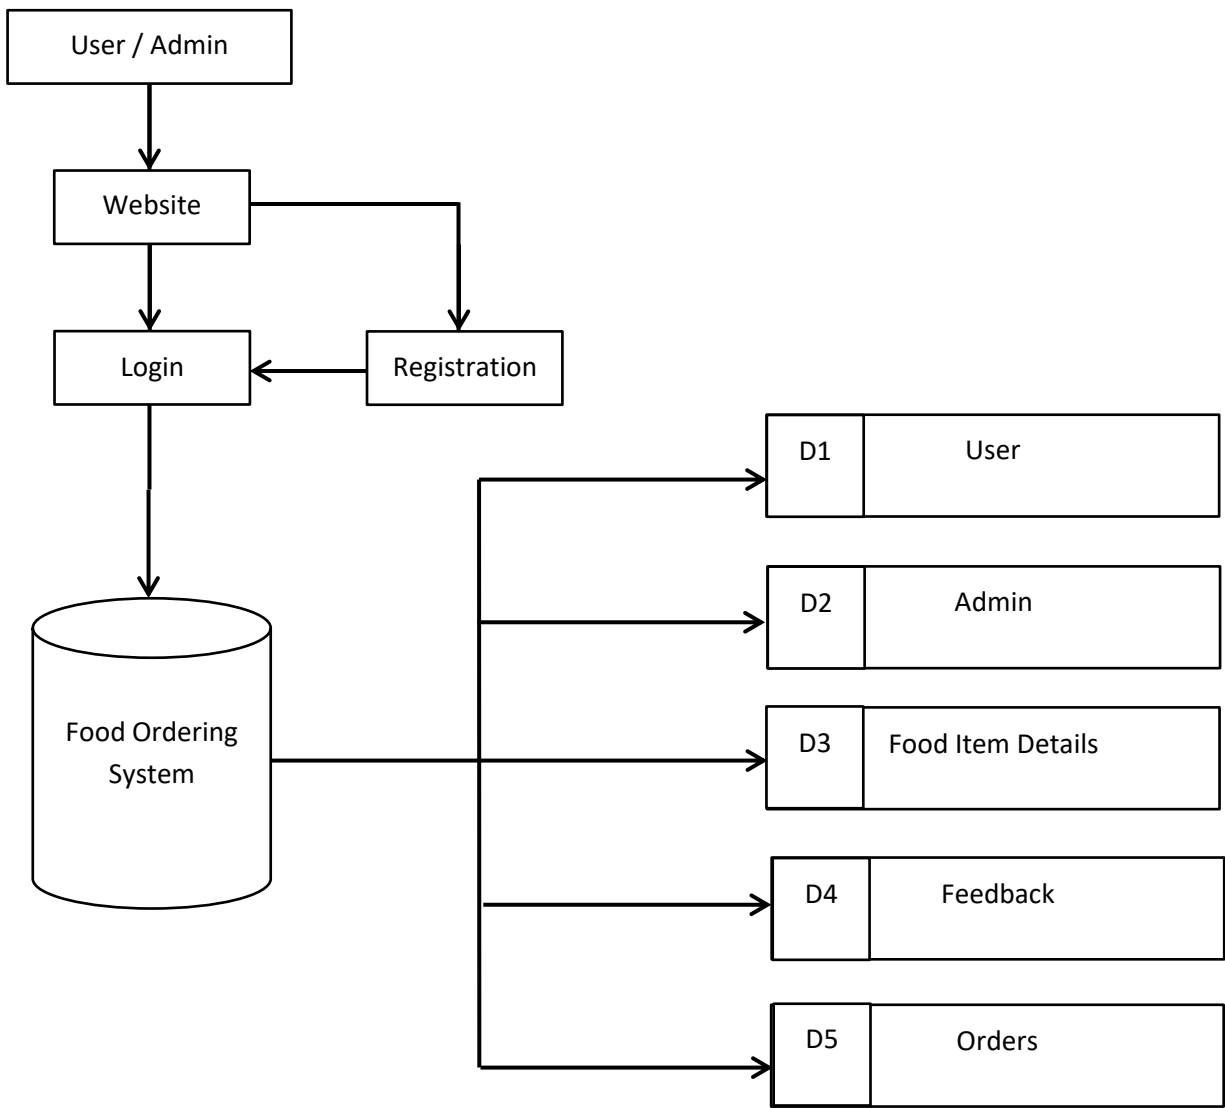 User / Admin
Website
Login
Registration
D1
User
D2
Admin
Food Ordering
System
D3
Food Item Details
D4
Feedback
D5
Orders